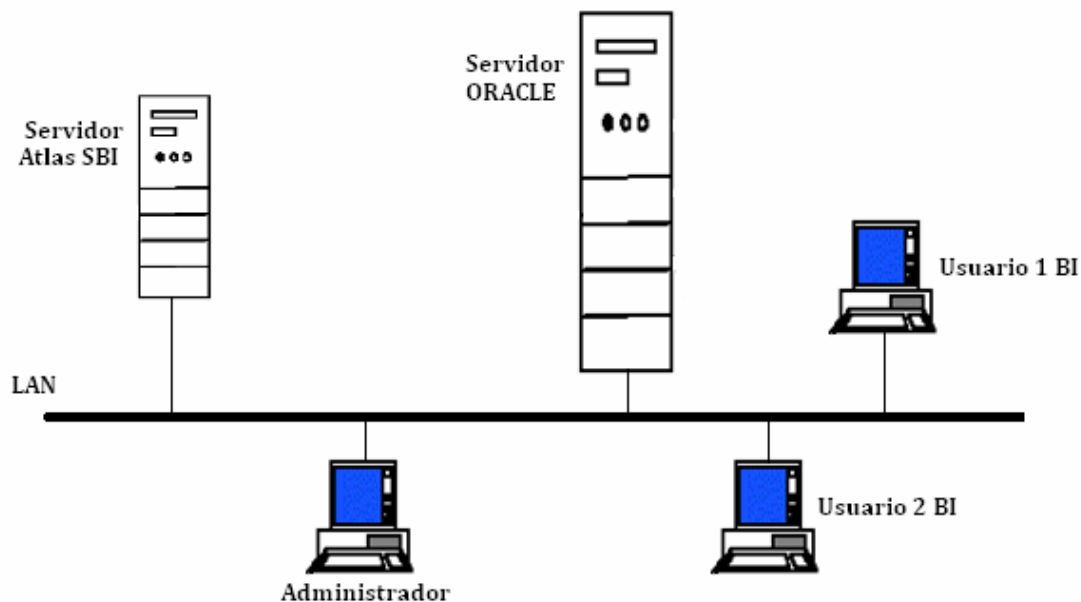 Servidor
ORACLE
Servidor
Atlas SBI
Usuario 1 BI
LAN
Usuario 2 BI
Administrador